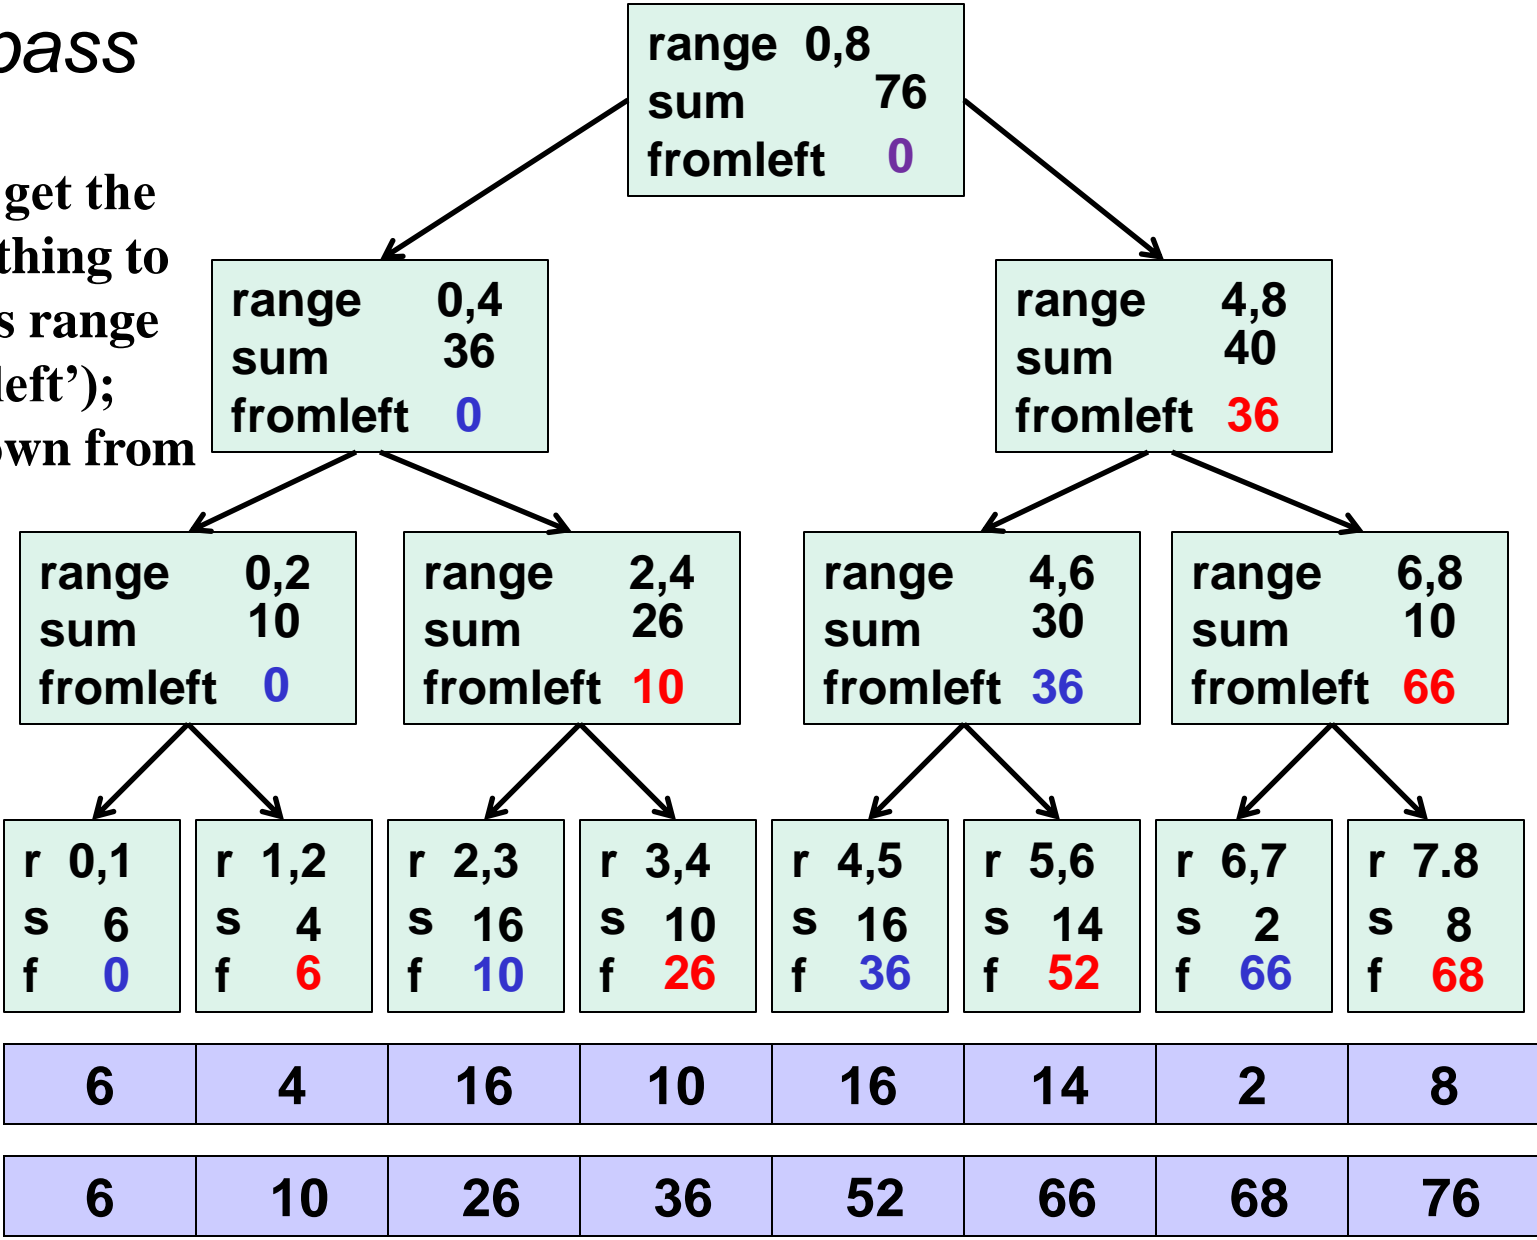 pass
get the
thing to
s range
left’);
own from
range 0,8
sum 76
fromleft 0
range 0,4
sum 36
fromleft 0
range 4,8
sum 40
fromleft 36
range 0,2
sum 10
fromleft 0
range 2,4
sum 26
fromleft 10
range 4,6
sum 30
fromleft 36
range 6,8
sum 10
fromleft 66
r 0,1
s 6
f 0
r 1,2
s 4
f 6
r 2,3
s 16
f 10
r 3,4
s 10
f 26
r 4,5
s 16
f 36
r 5,6
s 14
f 52
r 6,7
s 2
f 66
r 7.8
s 8
f 68
6 4 16 10 16 14 2 8
6 10 26 36 52 66 68 76